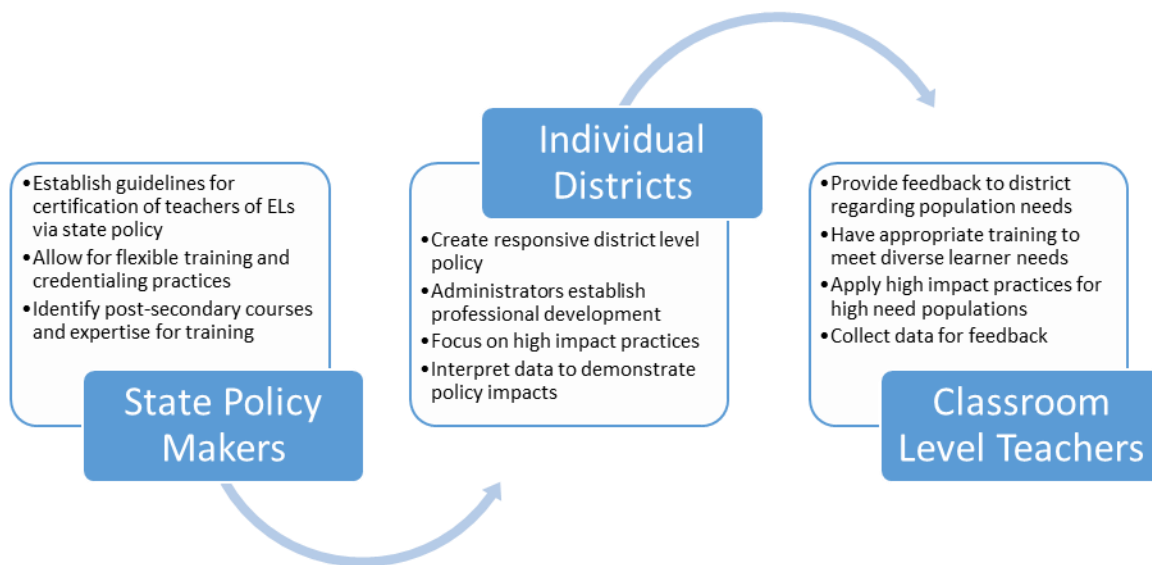 •Establish guidelines for
certification of teachers of ELs
via state policy
•Allow for flexible training and
credentialing practices
•Identify post-secondary courses
and expertise for training
State Policy
Makers
Individual
Districts
•Create responsive district level
policy
•Administrators establish
professional development
•Focus on high impact practices
•Interpret data to demonstrate
policy impacts
•Provide feedback to district
regarding population needs
•Have appropriate training to
meet diverse learner needs
•Apply high impact practices for
high need populations
•Collect data for feedback
Classroom
Level Teachers